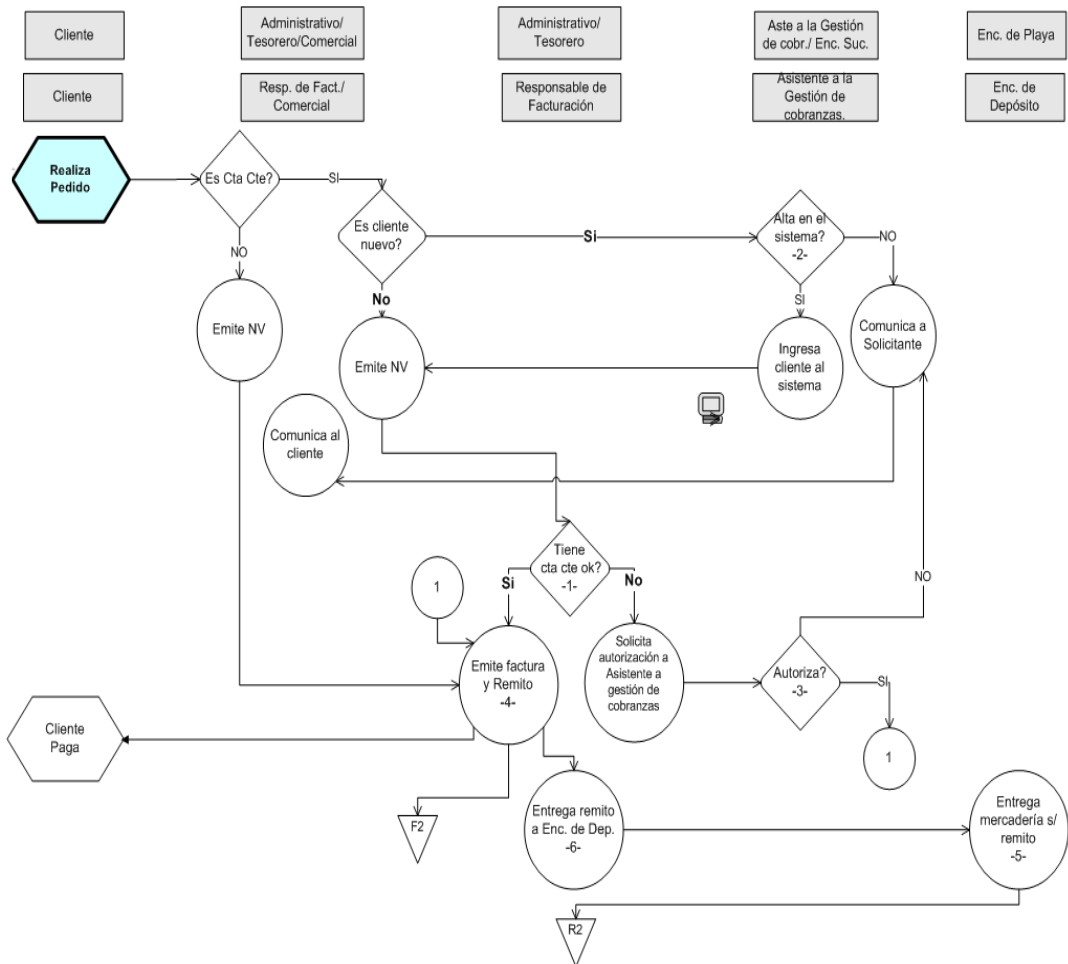 Cliente
Administrativo/
Tesorero/Comercial
Administrativo/
Tesorero
Aste a la Gestión
de cobr./ Enc. Suc.
Enc. de Playa
Cliente
Resp. de Fact./
Comercial
Responsable de
Facturación
Asistente a la
Gestión de
cobranzas.
Enc. de
Depósito
Realiza
Pedido
Es Cta Cte?
SI
Es cliente
nuevo?
Si
Alta en el
sistema?
-2-
NO
NO
No
SI
Emite NV
Emite NV
Ingresa
cliente al
sistema
Comunica a
Solicitante
Comunica al
cliente
Tiene
cta cte ok?
-1-
Si
No
NO
1
Emite factura
y Remito
-4-
Solicita
autorización a
Asistente a
gestión de
cobranzas
Autoriza?
-3-
SI
Cliente
Paga
1
F2
Entrega remito
a Enc. de Dep.
-6-
Entrega
mercadería s/
remito
-5-
R2